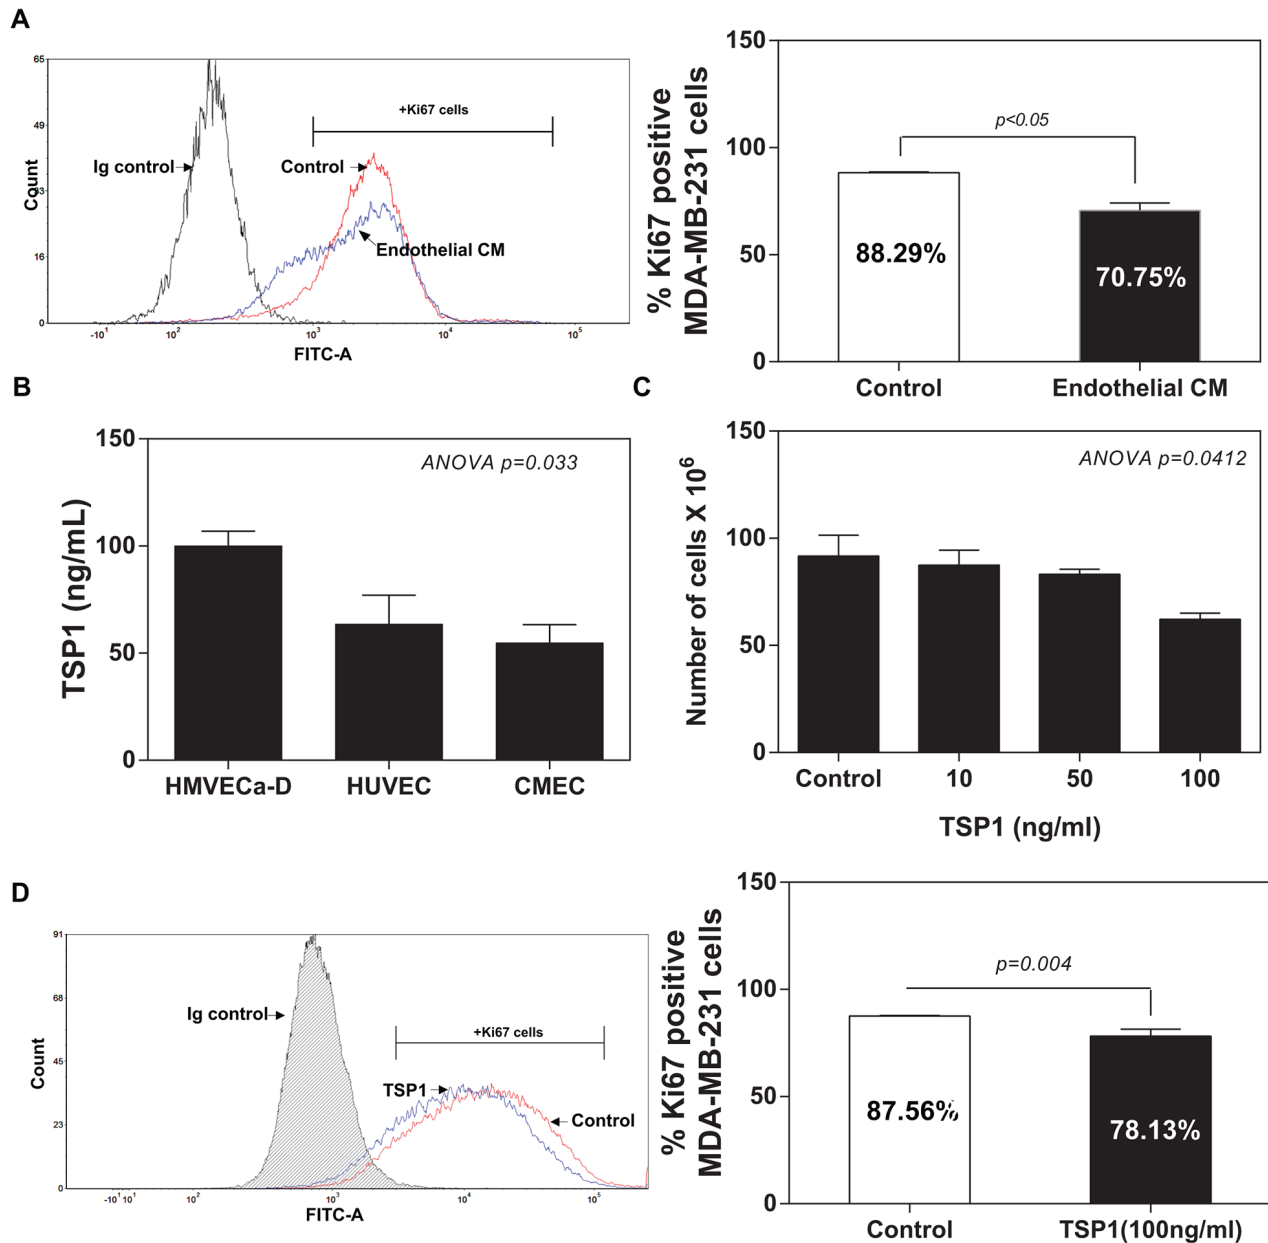 A
65
49
33
16
0
Count
-10¹
10²
10³
10⁴
10⁵
FITC-A
Ig control
Control
Endothelial CM
+Ki67 cells
% Ki67 positive
MDA-MB-231 cells
150
100
50
0
p<0.05
88.29%
70.75%
Control
Endothelial CM
B
TSP1 (ng/mL)
150
100
50
0
ANOVA p=0.033
HMVECa-D
HUVEC
CMEC
C
Number of cells X 10⁶
150
100
50
0
ANOVA p=0.0412
Control
10
50
100
TSP1 (ng/ml)
D
91
68
45
23
0
Count
-10¹
10¹
10²
10³
10⁴
10⁵
FITC-A
Ig control
+Ki67 cells
TSP1
Control
% Ki67 positive
MDA-MB-231 cells
150
100
50
0
p=0.004
87.56%
78.13%
Control
TSP1(100ng/ml)